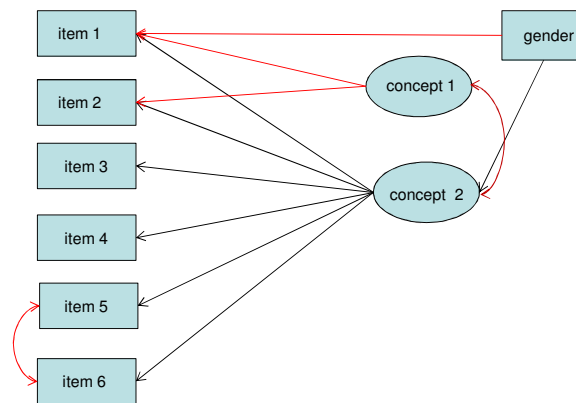 item 1
gender
concept 1
item 2
item 3
concept 2
item 4
item 5
item 6